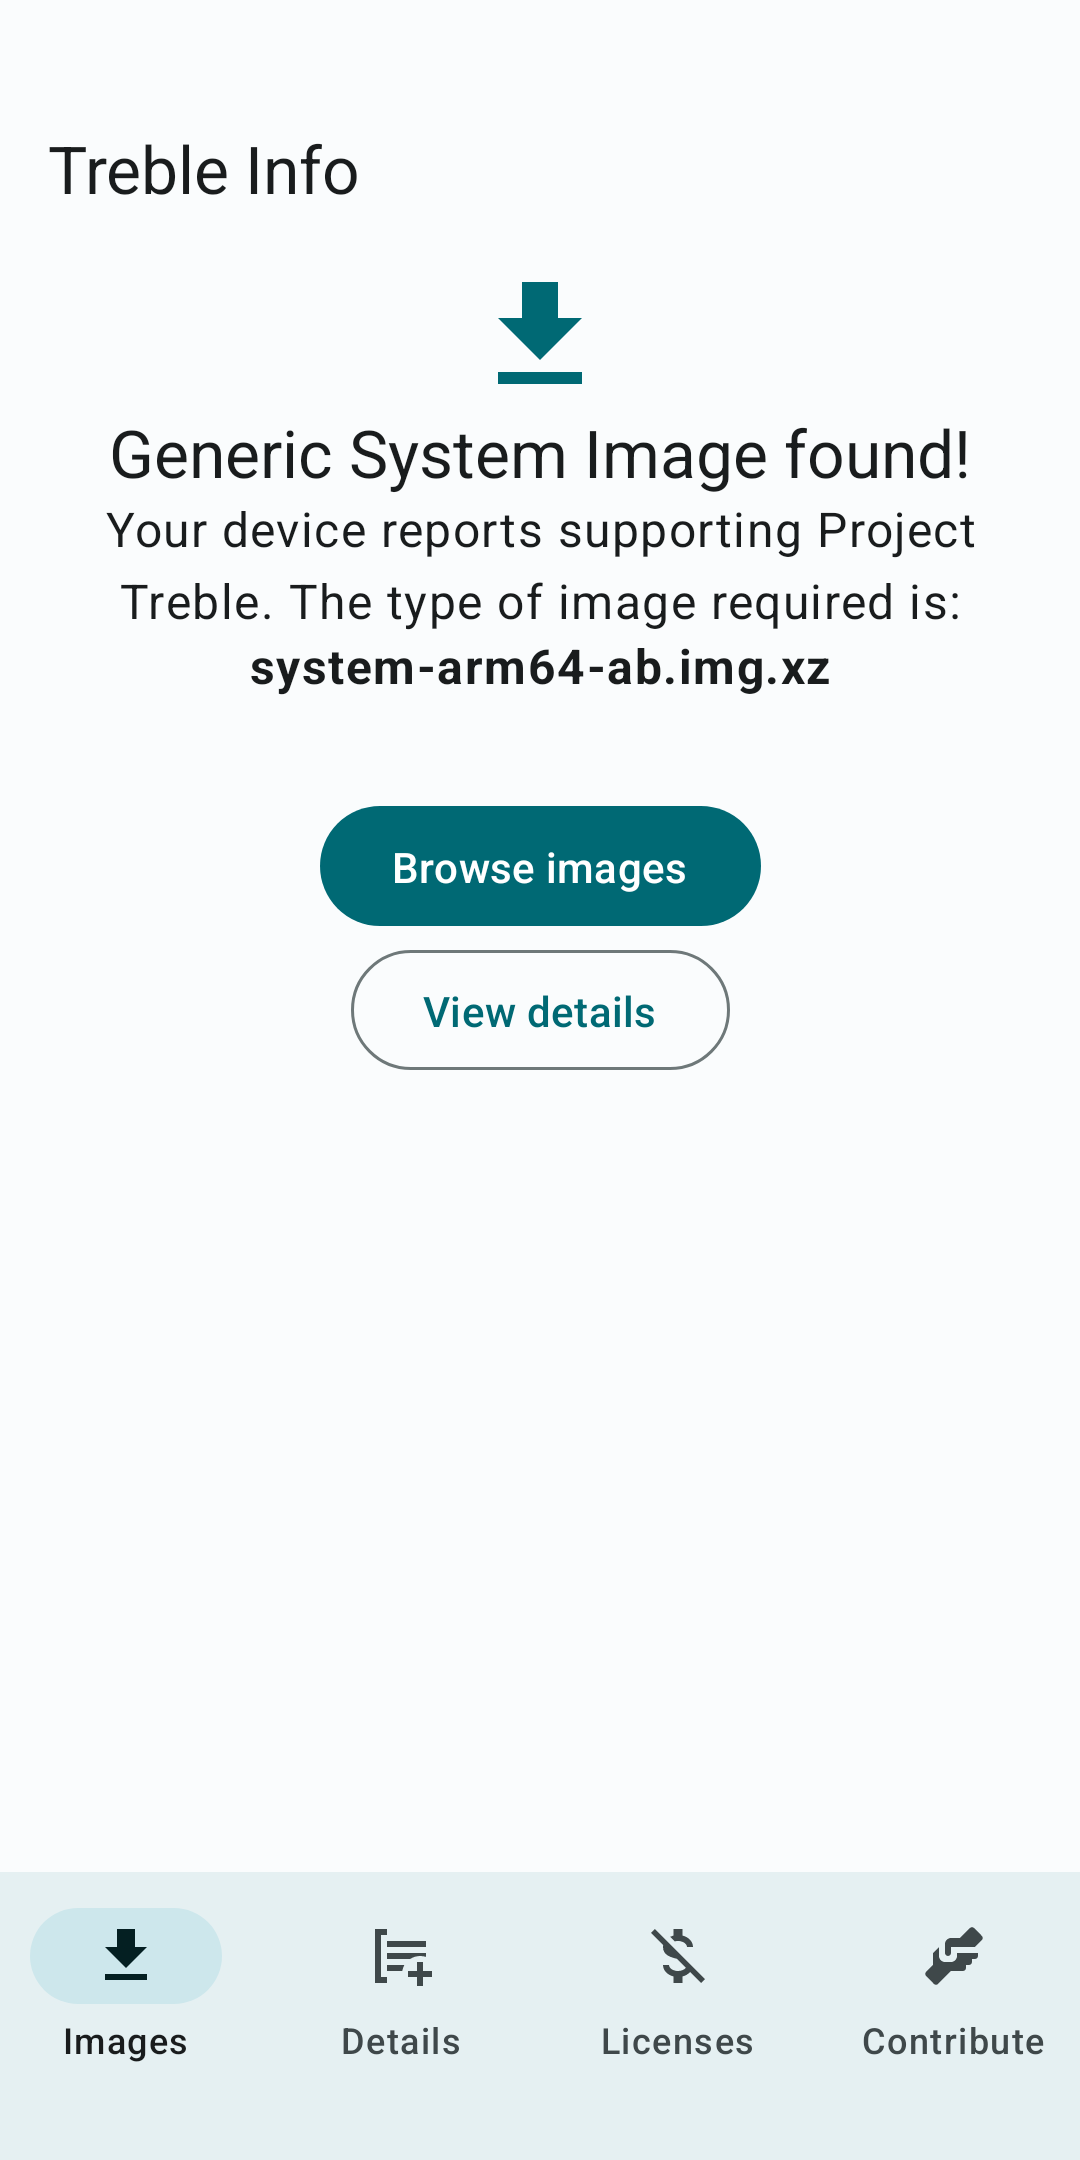 Treble Info
Generic System Image found!
Your device reports supporting Project
Treble. The type of image required is:
system-arm64-ab.img.xz
Browse images
View details
Images
Details
Licenses
Contribute